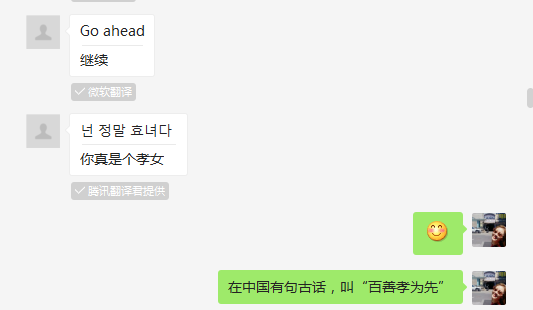 Go ahead
继续
微软翻译
넌 정말 효녀다
你真是个孝女
腾讯翻译君提供
在中国有句古话，叫“百善孝为先”